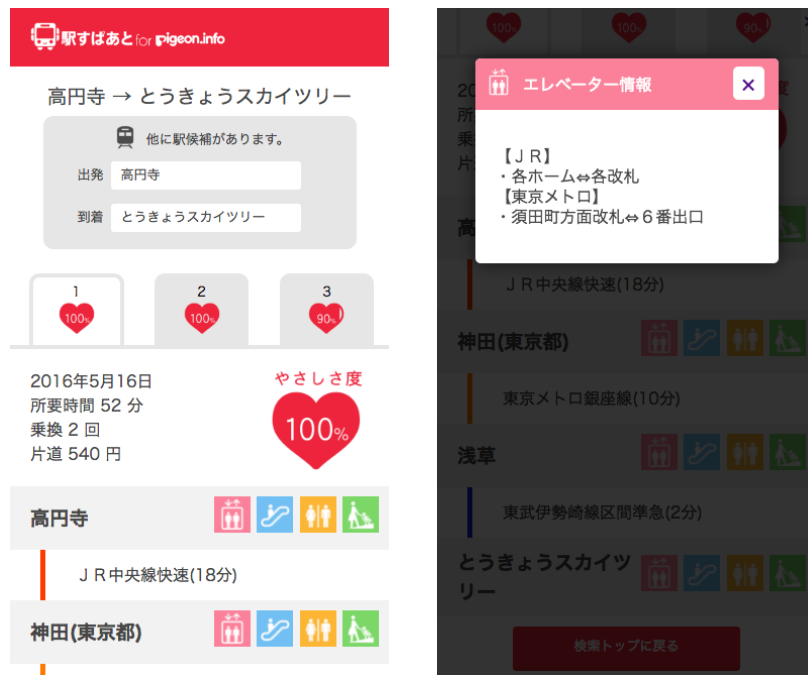 駅すぱあと for pigeon.info
高円寺 → とうきょうスカイツリー
他に駅候補があります。
出発 高円寺
到着 とうきょうスカイツリー
1 2 3
100% 100% 90%
2016年5月16日
所要時間 52 分
乗換 2 回
片道 540 円
やさしさ度
100%
高円寺
ＪＲ中央線快速(18分)
神田(東京都)
100% 100% 90%
エレベーター情報 ×
【ＪＲ】
・各ホーム⇔各改札
【東京メトロ】
・須田町方面改札⇔６番出口
20
所
乗
片
高
ＪＲ中央線快速(18分)
神田(東京都)
東京メトロ銀座線(10分)
浅草
東武伊勢崎線区間準急(2分)
とうきょうスカイツ
リー
検索トップに戻る